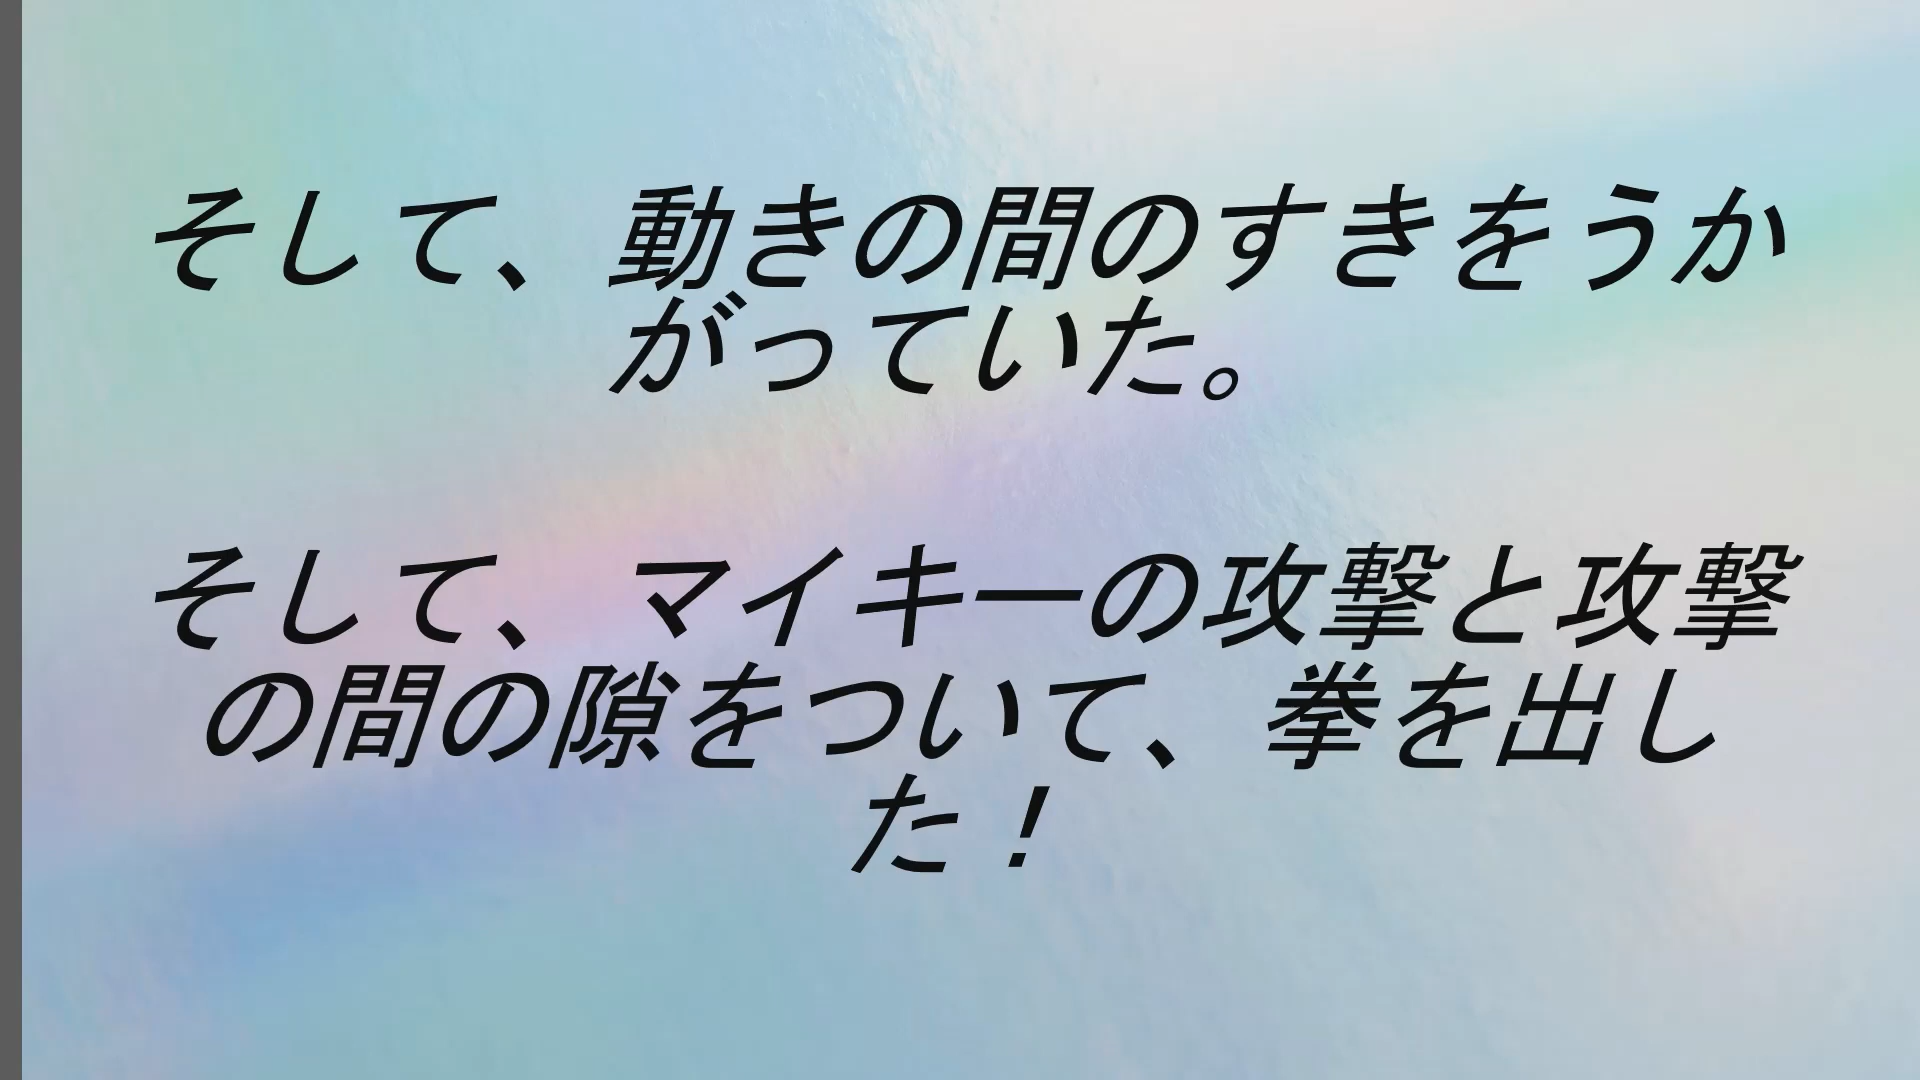 そして、動きの間のすきをうか
がっていた。
そして、マイキーの攻撃と攻撃
の間の隙をついて、拳を出し
た！